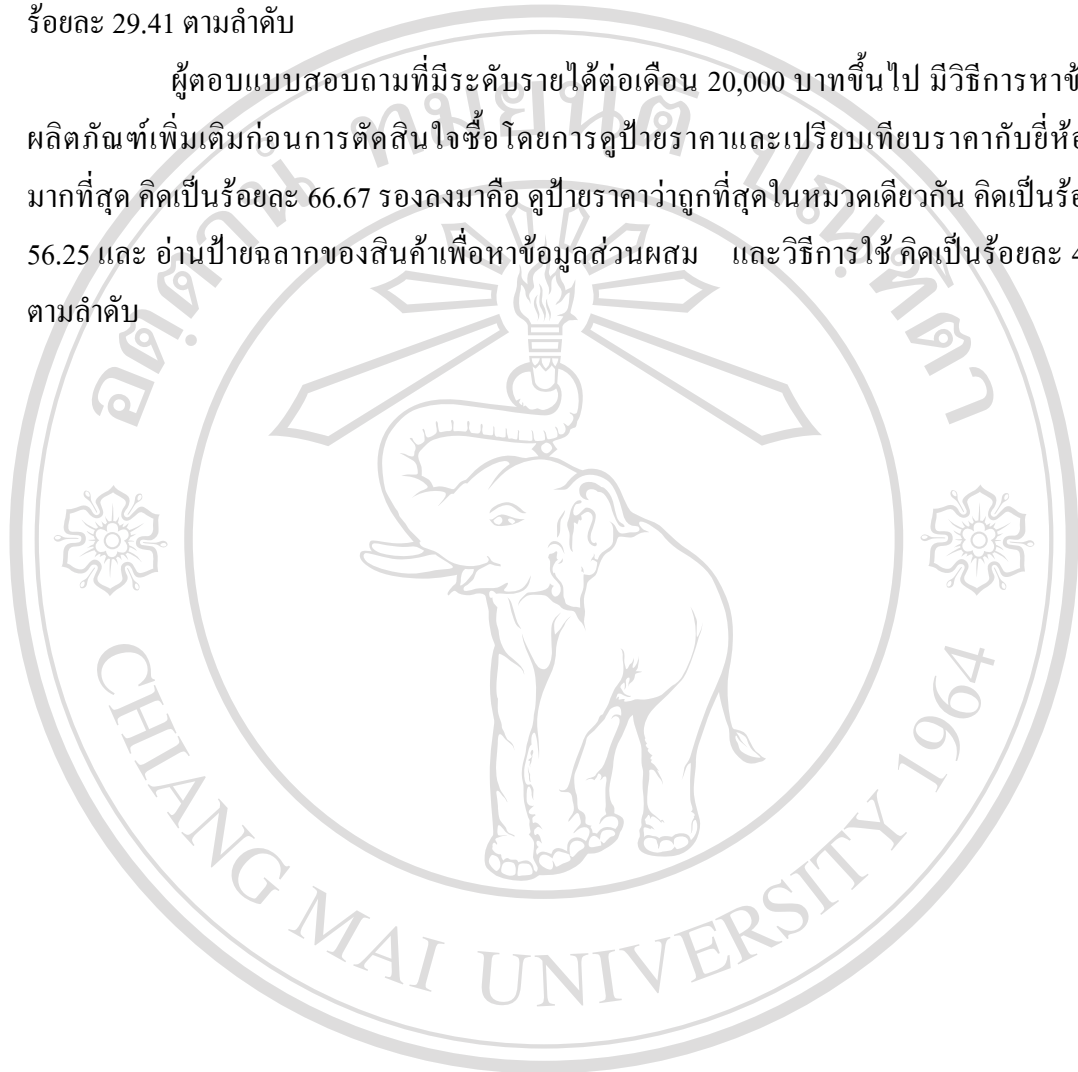 ร้อยละ 29.41 ตามลำดับ
ผู้ตอบแบบสอบถามที่มีระดับรายได้ต่อเดือน 20,000 บาทขึ้นไป มีวิธีการหา
ผลิตภัณฑ์เพิ่มเติมก่อนการตัดสินใจซื้อโดยการดูป้ายราคาและเปรียบเทียบราคากับยี่ห้อ
มากที่สุด คิดเป็นร้อยละ 66.67 รองลงมาคือ ดูป้ายราคาว่าถูกที่สุดในหมวดเดียวกัน คิดเป็น
56.25 และ อ่านป้ายฉลากของสินค้าเพื่อหาข้อมูลส่วนผสม และวิธีการใช้ คิดเป็นร้อยละ 4
ตามลำดับ
CHIANG MAI UNIVERSITY 1964